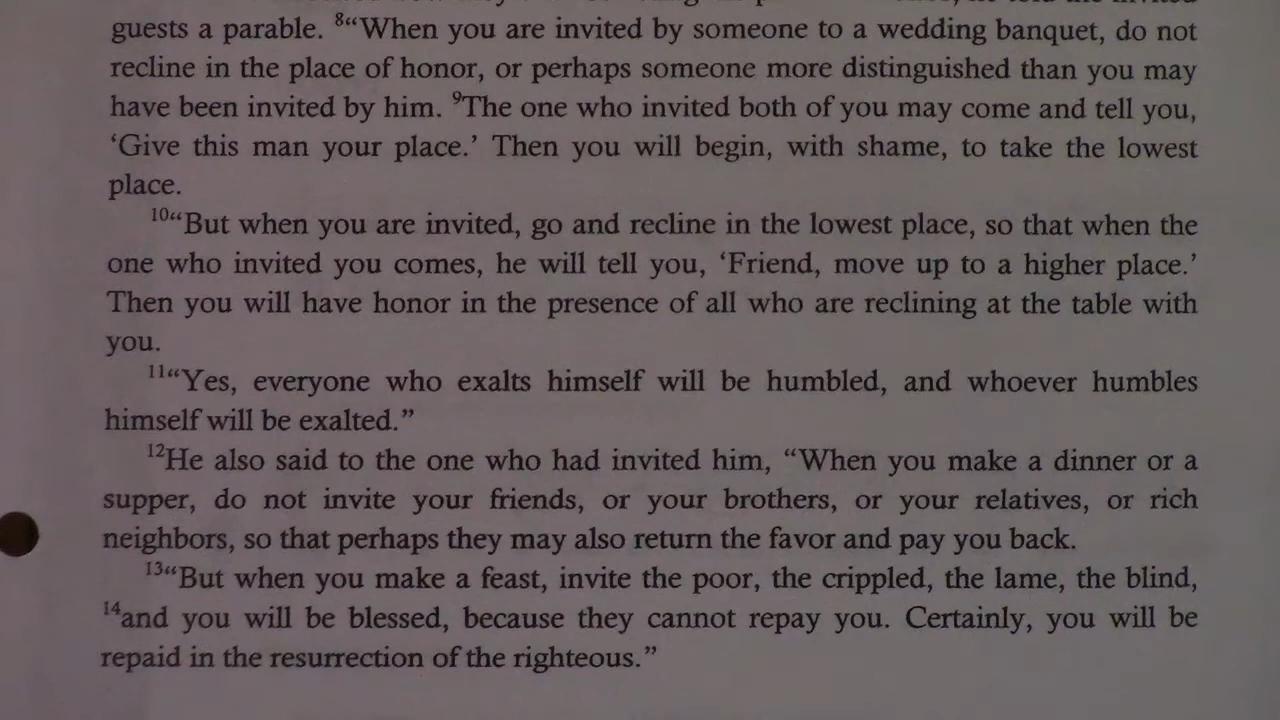 guests a parable. ⁸“When you are invited by someone to a wedding banquet, do not
recline in the place of honor, or perhaps someone more distinguished than you may
have been invited by him. ⁹The one who invited both of you may come and tell you,
‘Give this man your place.’ Then you will begin, with shame, to take the lowest
place.
¹⁰“But when you are invited, go and recline in the lowest place, so that when the
one who invited you comes, he will tell you, ‘Friend, move up to a higher place.’
Then you will have honor in the presence of all who are reclining at the table with
you.
¹¹“Yes, everyone who exalts himself will be humbled, and whoever humbles
himself will be exalted.”
¹²He also said to the one who had invited him, “When you make a dinner or a
supper, do not invite your friends, or your brothers, or your relatives, or rich
neighbors, so that perhaps they may also return the favor and pay you back.
¹³“But when you make a feast, invite the poor, the crippled, the lame, the blind,
¹⁴and you will be blessed, because they cannot repay you. Certainly, you will be
repaid in the resurrection of the righteous.”